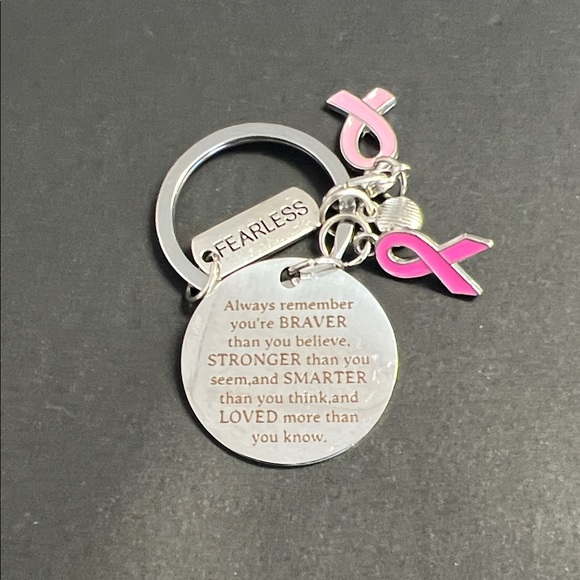 FEARLESS
Always remember
you're BRAVER
than you believe,
STRONGER than you
seem,and SMARTER
than you think,and
LOVED more than
you know.